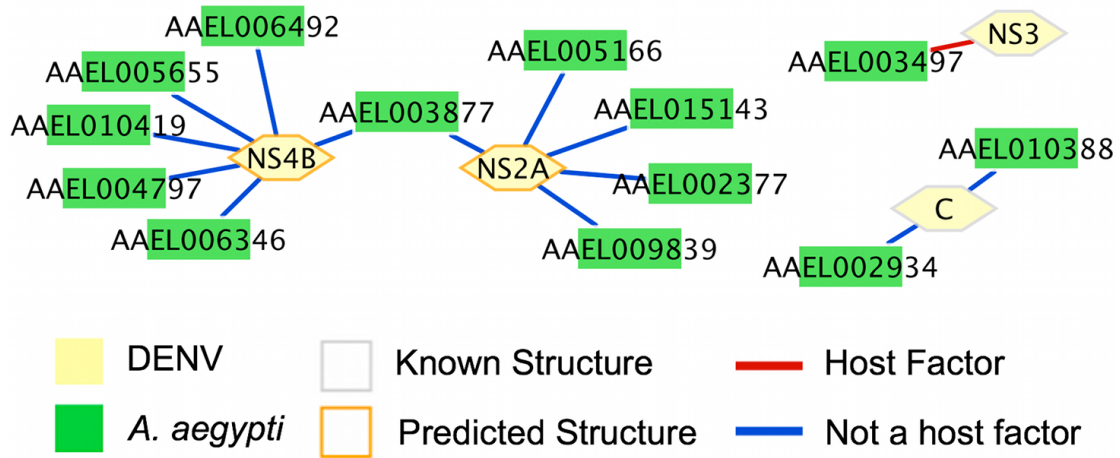 AAEL006492
AAEL005655
AAEL010419
AAEL004797
AAEL006346
NS4B
AAEL003877
NS2A
AAEL005166
AAEL015143
AAEL002377
AAEL009839
NS3
AAEL003497
AAEL010388
C
AAEL002934
DENV
Known Structure
Host Factor
A. aegypti
Predicted Structure
Not a host factor